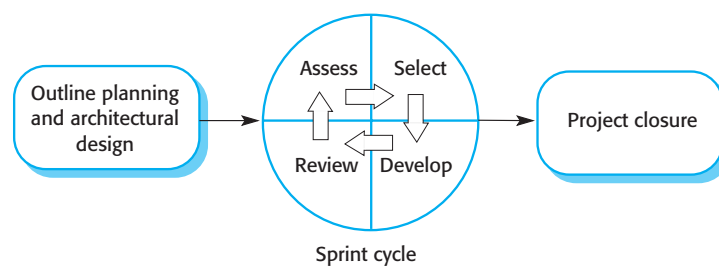 Outline planning
and architectural
design
Assess
Select
Review
Develop
Project closure
Sprint cycle